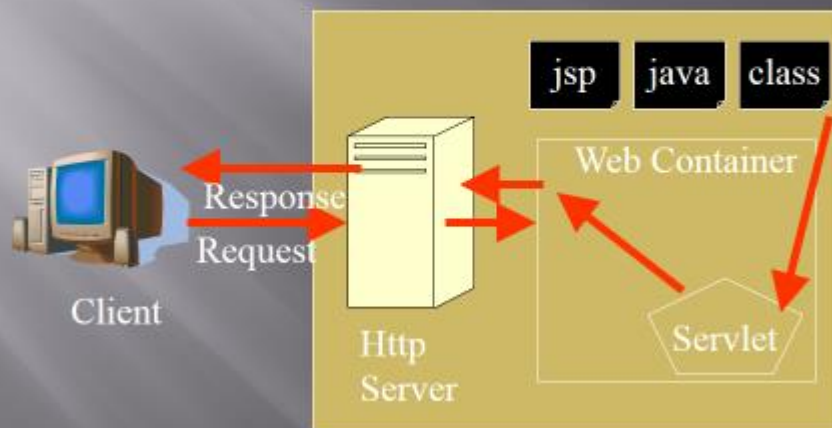 jsp
java
class
Web Container
Response
Request
Client
Servlet
Http
Server